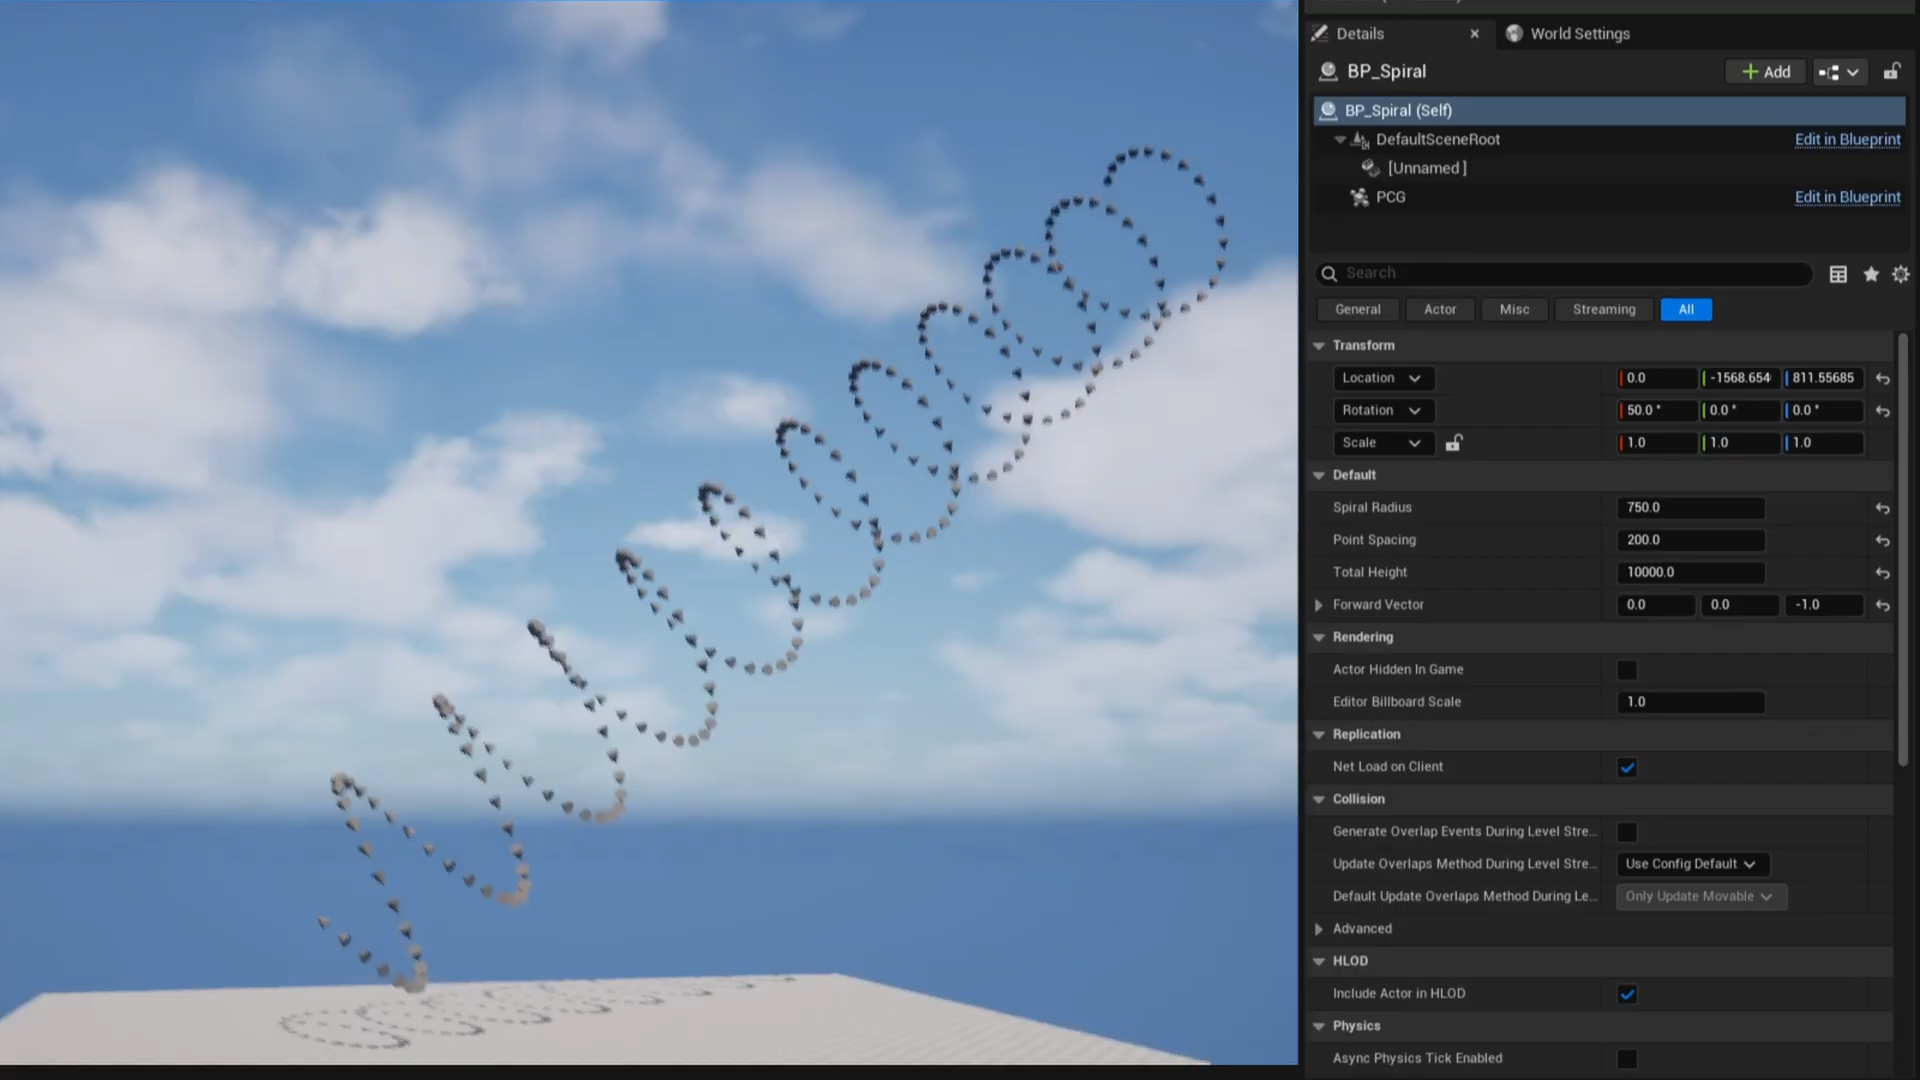 Details
World Settings
BP_Spiral
Add
BP_Spiral (Self)
DefaultSceneRoot
Edit in Blueprint
[Unnamed]
PCG
Edit in Blueprint
Search
General
Actor
Misc
Streaming
All
Transform
Location
0.0
-1568.654
811.55685
Rotation
50.0 °
0.0 °
0.0 °
Scale
1.0
1.0
1.0
Default
Spiral Radius
750.0
Point Spacing
200.0
Total Height
10000.0
Forward Vector
0.0
0.0
-1.0
Rendering
Actor Hidden In Game
Editor Billboard Scale
1.0
Replication
Net Load on Client
Collision
Generate Overlap Events During Level Stre...
Update Overlaps Method During Level Stre...
Use Config Default
Default Update Overlaps Method During Le...
Only Update Movable
Advanced
HLOD
Include Actor in HLOD
Physics
Async Physics Tick Enabled